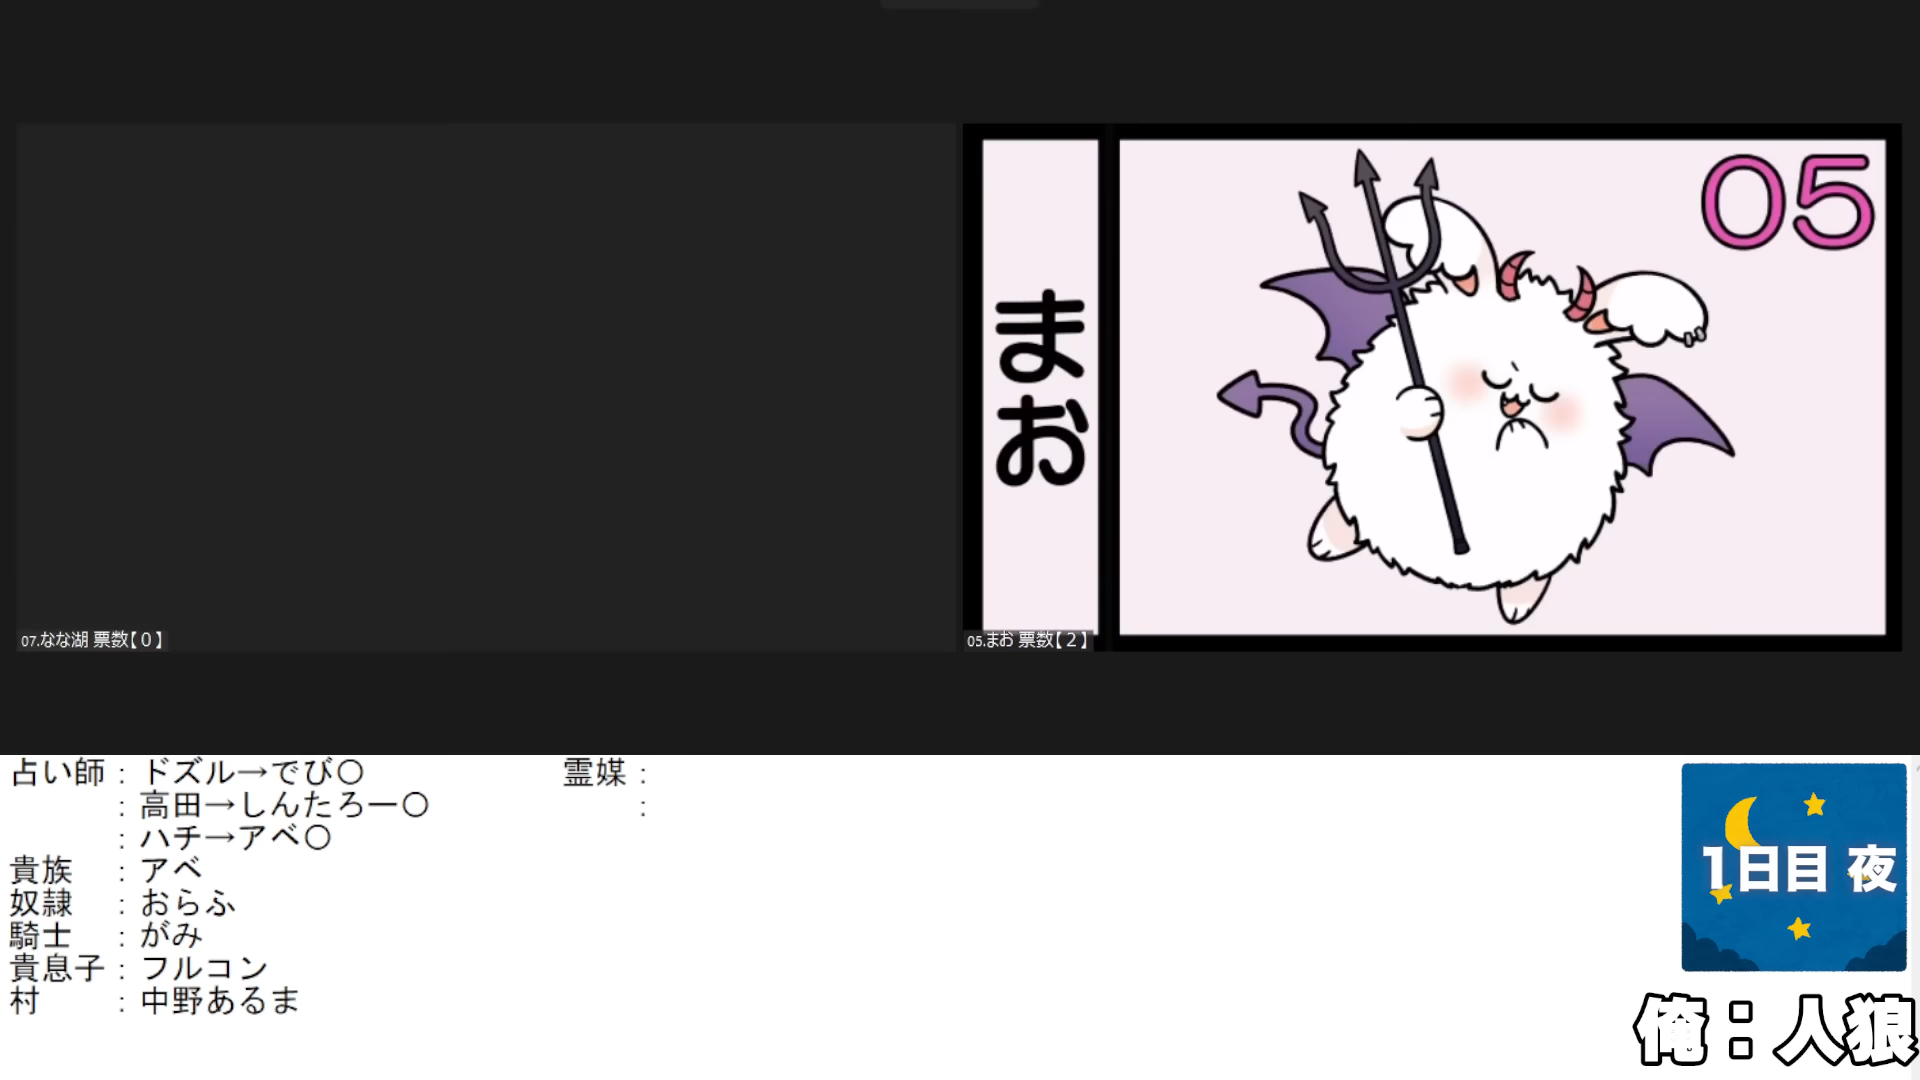 05
まお
07.なな湖 票数【0】
05.まお 票数【2】
占い師 : ドズル→でび〇
: 高田→しんたろー〇
: ハチ→アベ〇
貴族 : アベ
奴隷 : おらふ
騎士 : がみ
貴息子 : フルコン
村 : 中野あるま
霊媒 :
:
1日目 夜
俺：人狼